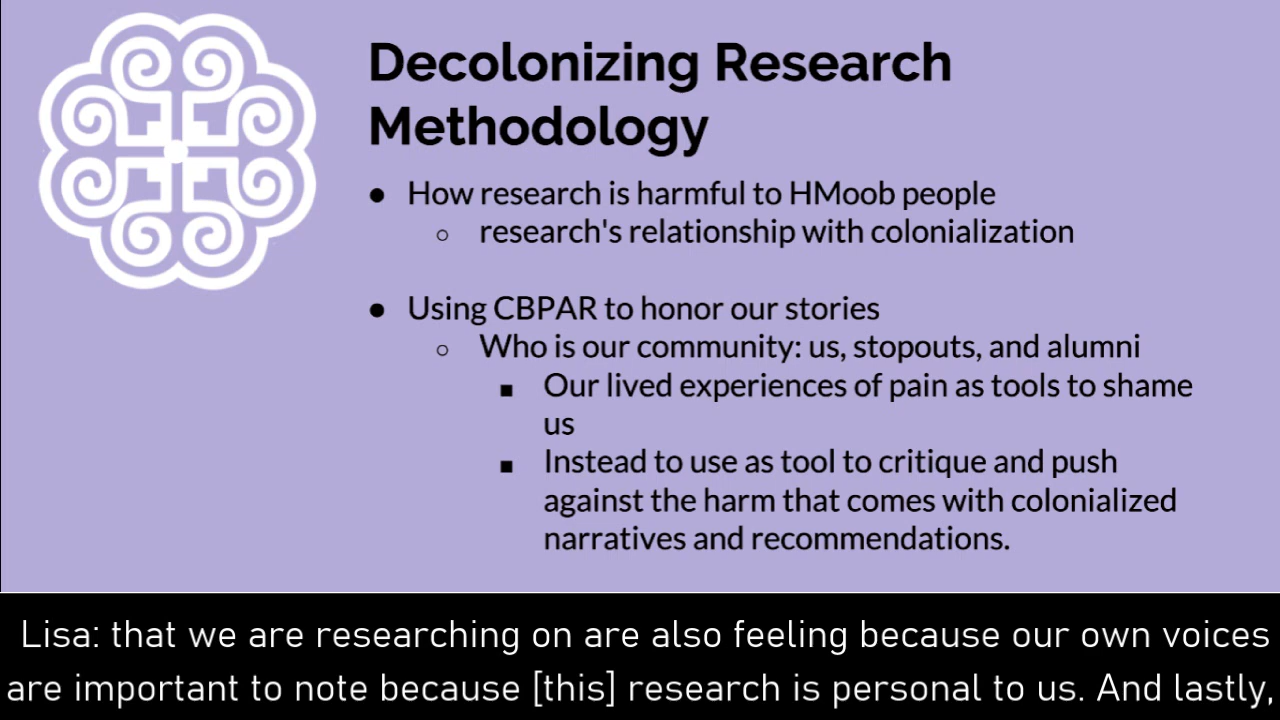 Decolonizing Research
Methodology
● How research is harmful to HMoob people
○ research's relationship with colonialization
● Using CBPAR to honor our stories
○ Who is our community: us, stopouts, and alumni
■ Our lived experiences of pain as tools to shame
us
■ Instead to use as tool to critique and push
against the harm that comes with colonialized
narratives and recommendations.
Lisa: that we are researching on are also feeling because our own voices
are important to note because [this] research is personal to us. And lastly,